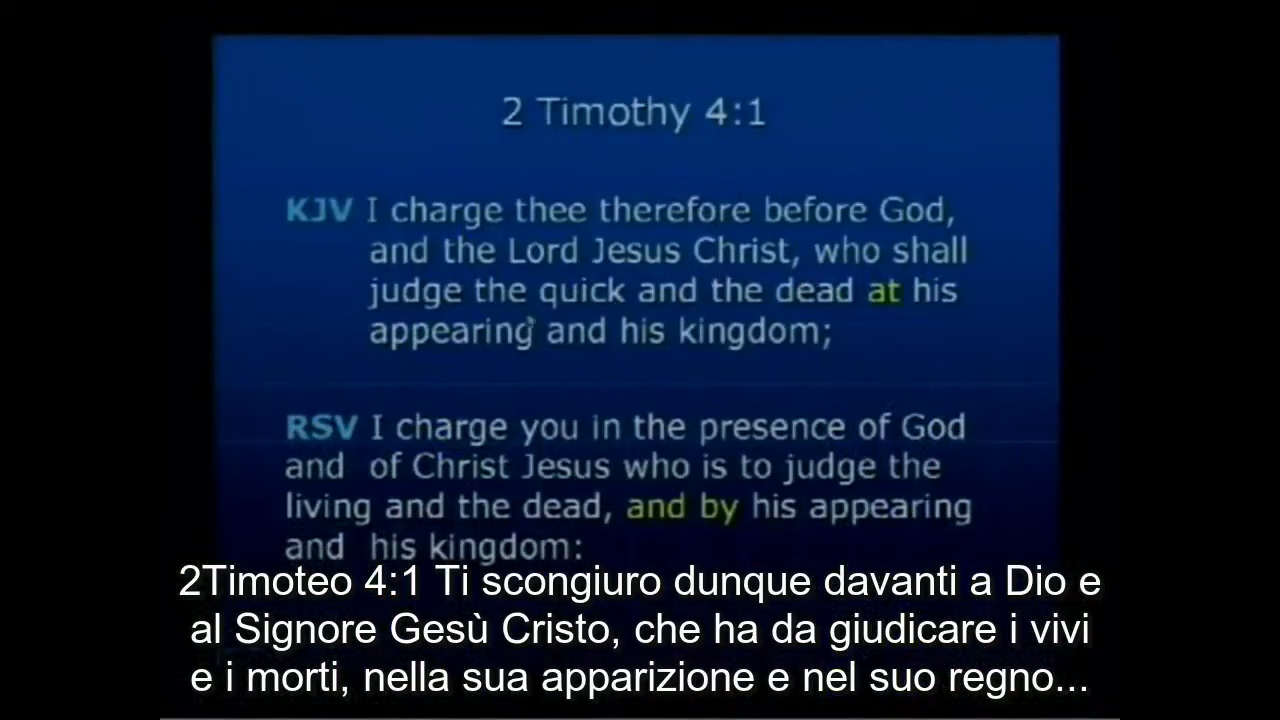 2 Timothy 4:1
KJV I charge thee therefore before God,
and the Lord Jesus Christ, who shall
judge the quick and the dead at his
appearing and his kingdom;
RSV I charge you in the presence of God
and of Christ Jesus who is to judge the
living and the dead, and by his appearing
and his kingdom:
2Timoteo 4:1 Ti scongiuro dunque davanti a Dio e
al Signore Gesù Cristo, che ha da giudicare i vivi
e i morti, nella sua apparizione e nel suo regno...